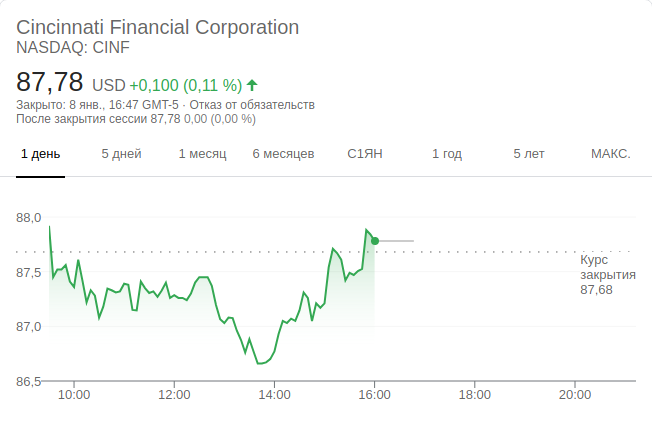 Cincinnati Financial Corporation
NASDAQ: CINF
87,78 USD +0,100 (0,11 %)
Закрыто: 8 янв., 16:47 GMT-5 · Отказ от обязательств
После закрытия сессии 87,78 0,00 (0,00 %)
1 день 5 дней 1 месяц 6 месяцев С1ЯН 1 год 5 лет МАКС.
88,0
Курс
закрытия
87,68
87,5
87,0
86,5
10:00 12:00 14:00 16:00 18:00 20:00